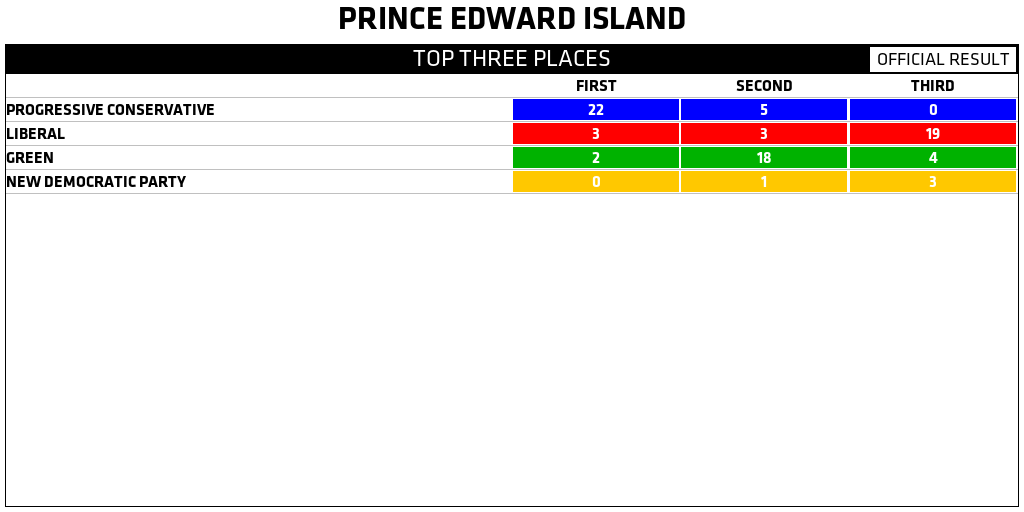 PRINCE EDWARD ISLAND
TOP THREE PLACES OFFICIAL RESULT
FIRST SECOND THIRD
PROGRESSIVE CONSERVATIVE 22 5 0
LIBERAL 3 3 19
GREEN 2 18 4
NEW DEMOCRATIC PARTY 0 1 3